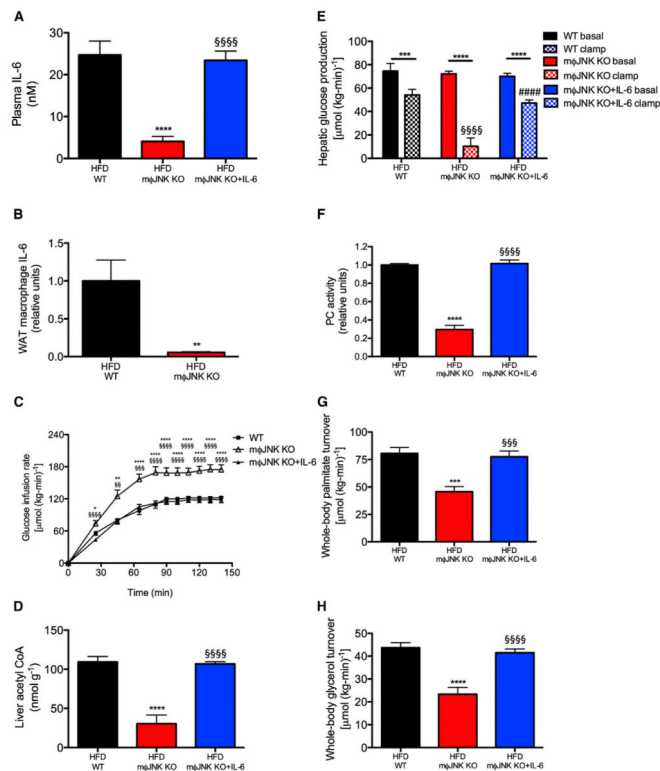 A
Plasma IL-6
(nM)
30
20
10
0
****
§§§§
HFD
WT
HFD
mϕJNK KO
HFD
mϕJNK KO+IL-6
B
WAT macrophage IL-6
(relative units)
1.5
1.0
0.5
0.0
**
HFD
WT
HFD
mϕJNK KO
C
Glucose infusion rate
[µmol (kg-min)⁻¹]
240
180
120
60
0
*
§§§§
**
§§
****
§§§
****
§§§§
****
§§§§
****
§§§§
****
§§§§
****
§§§§
****
§§§§
****
§§§§
WT
mϕJNK KO
mϕJNK KO+IL-6
0
30
60
90
120
150
Time (min)
D
Liver acetyl CoA
(nmol g⁻¹)
150
100
50
0
****
§§§§
HFD
WT
HFD
mϕJNK KO
HFD
mϕJNK KO+IL-6
E
Hepatic glucose production
[µmol (kg-min)⁻¹]
100
80
60
40
20
0
***
****
§§§§
****
####
WT basal
WT clamp
mϕJNK KO basal
mϕJNK KO clamp
mϕJNK KO+IL-6 basal
mϕJNK KO+IL-6 clamp
HFD
WT
HFD
mϕJNK KO
HFD
mϕJNK KO+IL-6
F
PC activity
(relative units)
1.2
1.0
0.8
0.6
0.4
0.2
0.0
****
§§§§
HFD
WT
HFD
mϕJNK KO
HFD
mϕJNK KO+IL-6
G
Whole-body palmitate turnover
[µmol (kg-min)⁻¹]
100
75
50
25
0
***
§§§
HFD
WT
HFD
mϕJNK KO
HFD
mϕJNK KO+IL-6
H
Whole-body glycerol turnover
[µmol (kg-min)⁻¹]
50
40
30
20
10
0
****
§§§§
HFD
WT
HFD
mϕJNK KO
HFD
mϕJNK KO+IL-6